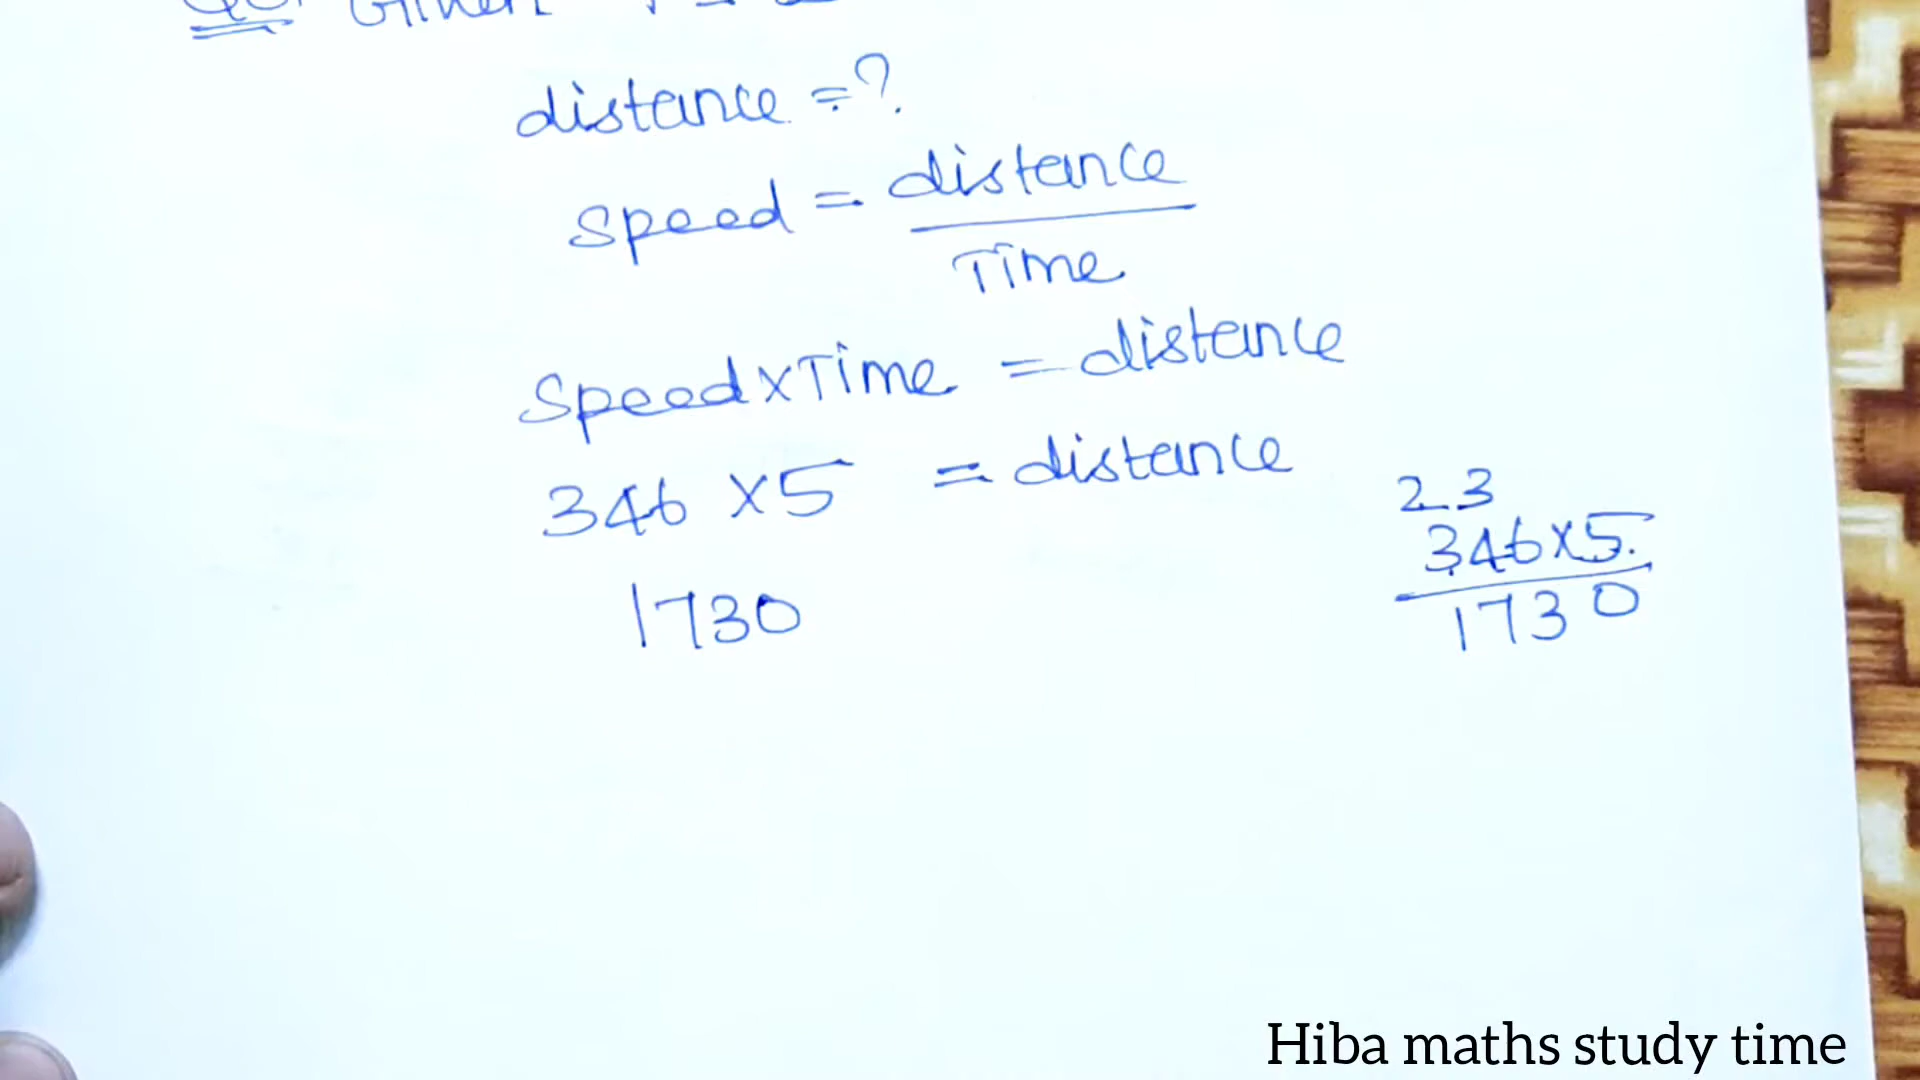 Given
distance = ?
speed = distance
Time
Speed x Time = distance
346 x 5 = distance
1730
2 3
346 x 5
1730
Hiba maths study time